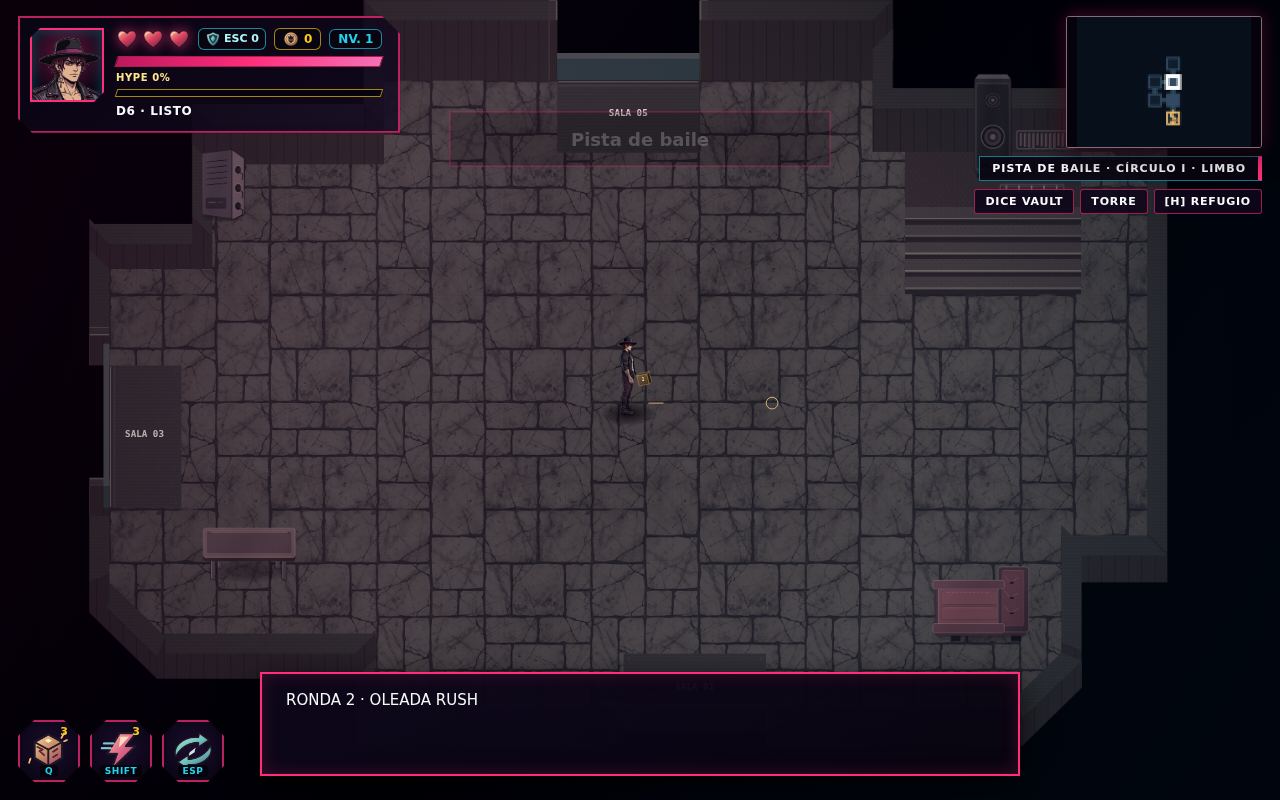 ESC 0
0
NV. 1
HYPE 0%
D6 · LISTO
SALA 05
Pista de baile
PISTA DE BAILE · CÍRCULO I · LIMBO
DICE VAULT
TORRE
[H] REFUGIO
SALA 03
RONDA 2 · OLEADA RUSH
3
Q
3
SHIFT
ESP